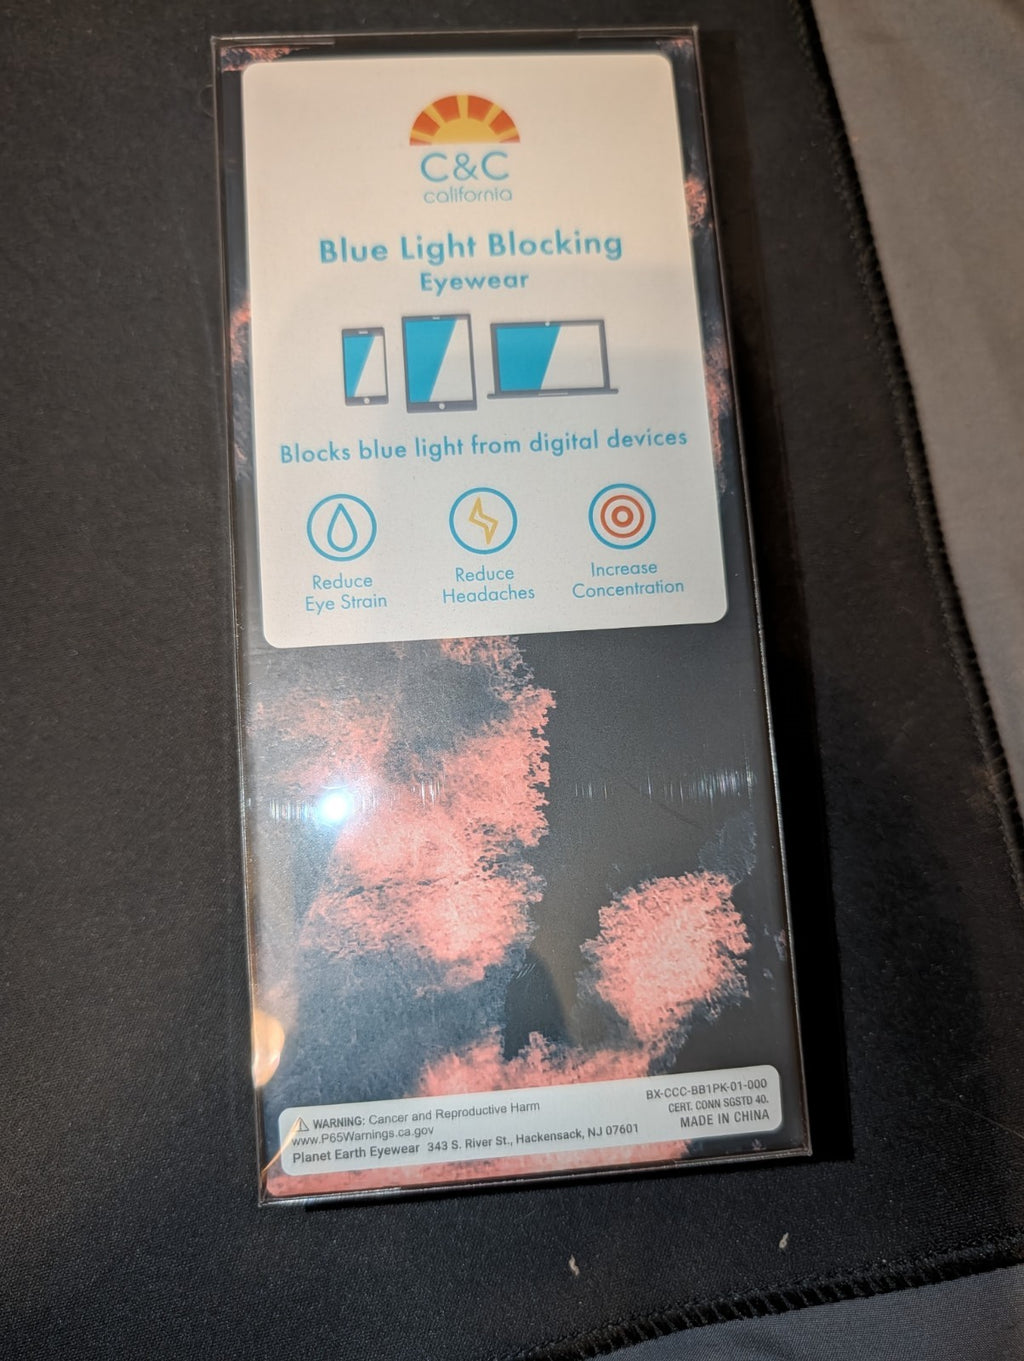 C&C
california
Blue Light Blocking
Eyewear
Blocks blue light from digital devices
Reduce
Eye Strain
Reduce
Headaches
Increase
Concentration
WARNING: Cancer and Reproductive Harm
www.P65Warnings.ca.gov
Planet Earth Eyewear 343 S. River St., Hackensack, NJ 07601
BX-CCC-BB1PK-01-000
CERT. CONN SGSTD 40.
MADE IN CHINA